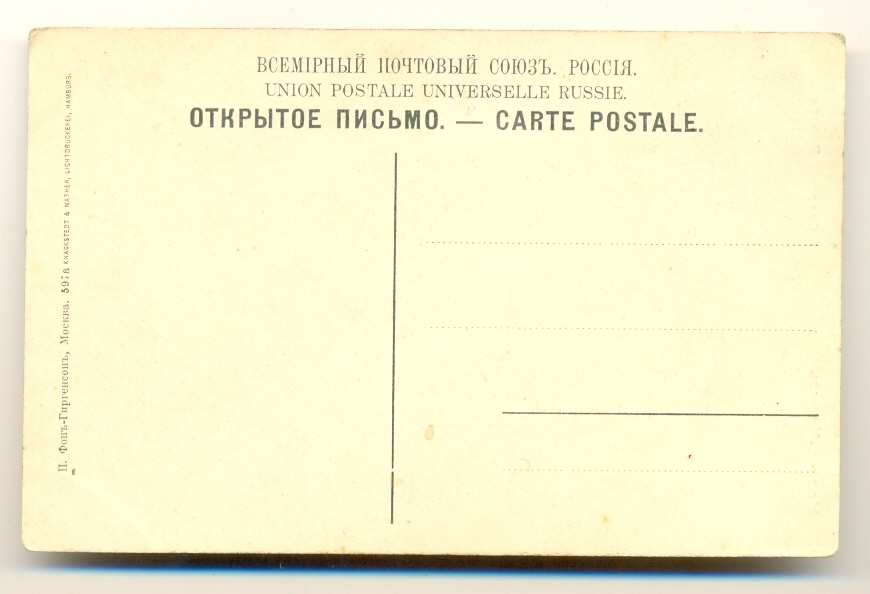 ВСЕМІРНЫЙ ПОЧТОВЫЙ СОЮЗЪ. РОССІЯ.
UNION POSTALE UNIVERSELLE RUSSIE.
ОТКРЫТОЕ ПИСЬМО. — CARTE POSTALE.
П. Фонъ-Гиргенсонъ, Москва. 597a KNACKSTEDT & NÄTHER, LICHTDRUCKEREI, HAMBURG.